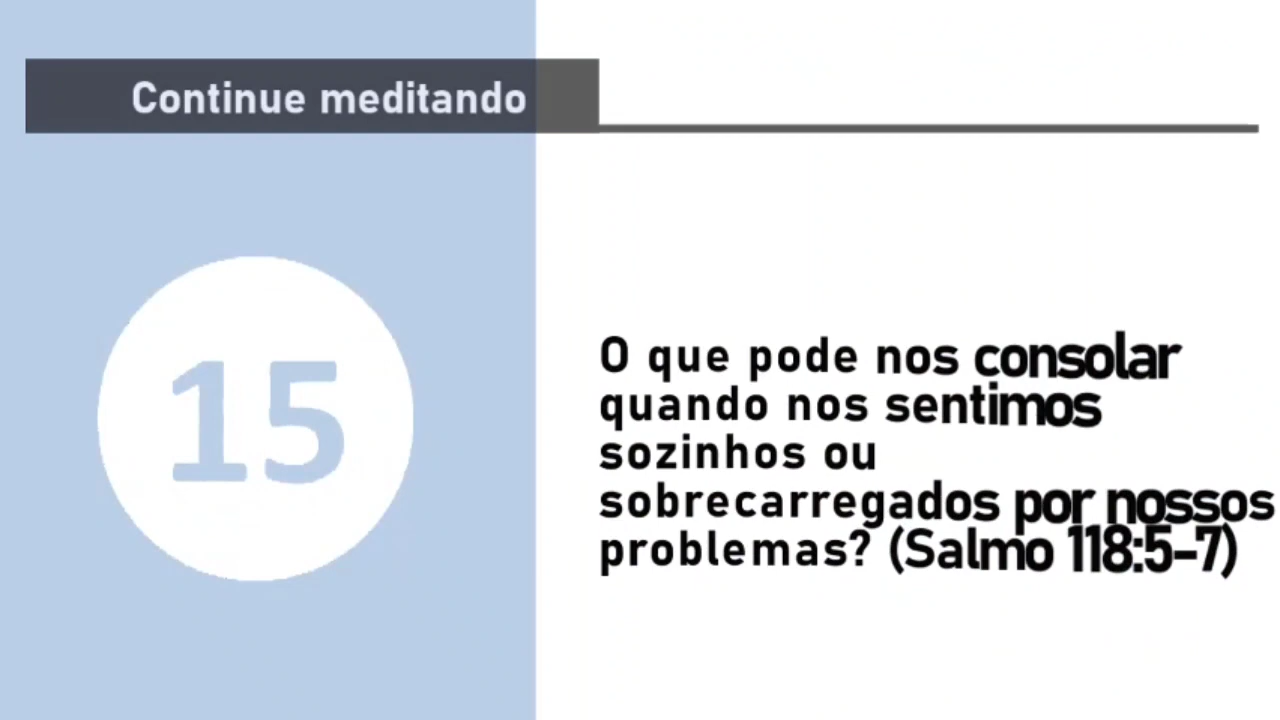 Continue meditando
15
O que pode nos consolar
quando nos sentimos
sozinhos ou
sobrecarregados por nossos
problemas? (Salmo 118:5-7)